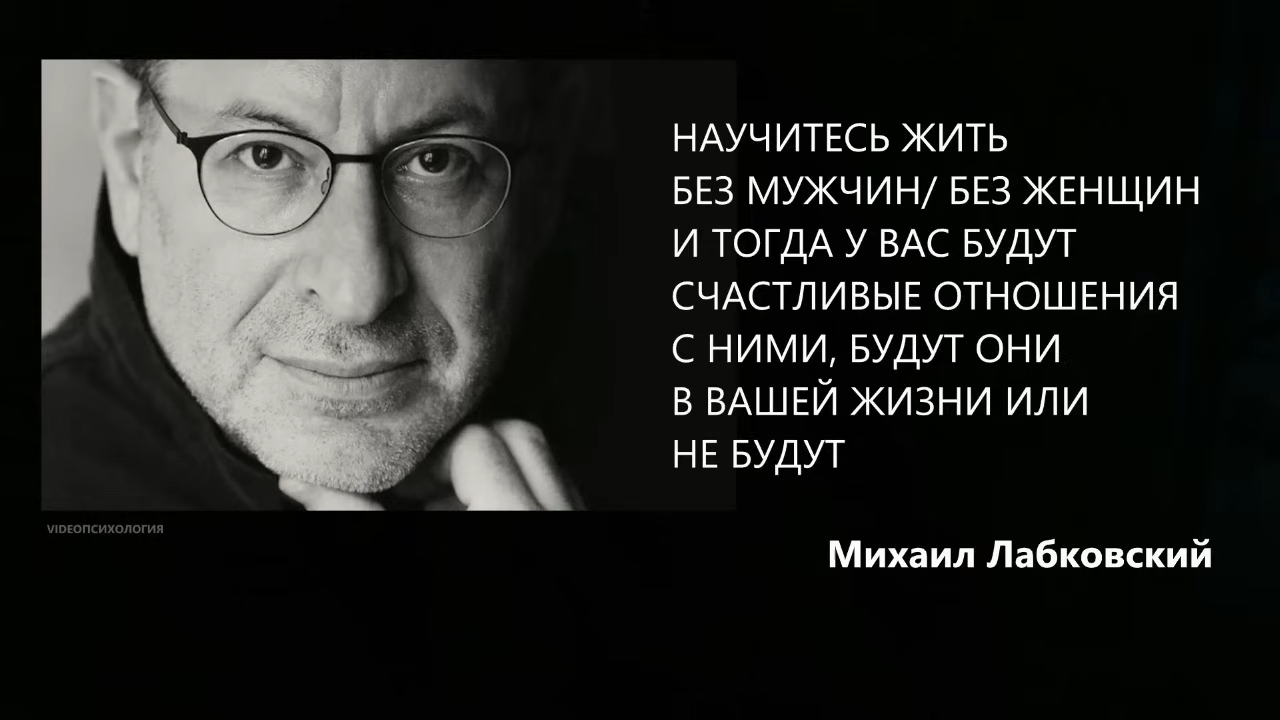 НАУЧИТЕСЬ ЖИТЬ
БЕЗ МУЖЧИН/ БЕЗ ЖЕНЩИН
И ТОГДА У ВАС БУДУТ
СЧАСТЛИВЫЕ ОТНОШЕНИЯ
С НИМИ, БУДУТ ОНИ
В ВАШЕЙ ЖИЗНИ ИЛИ
НЕ БУДУТ
VIDEOПСИХОЛОГИЯ
Михаил Лабковский